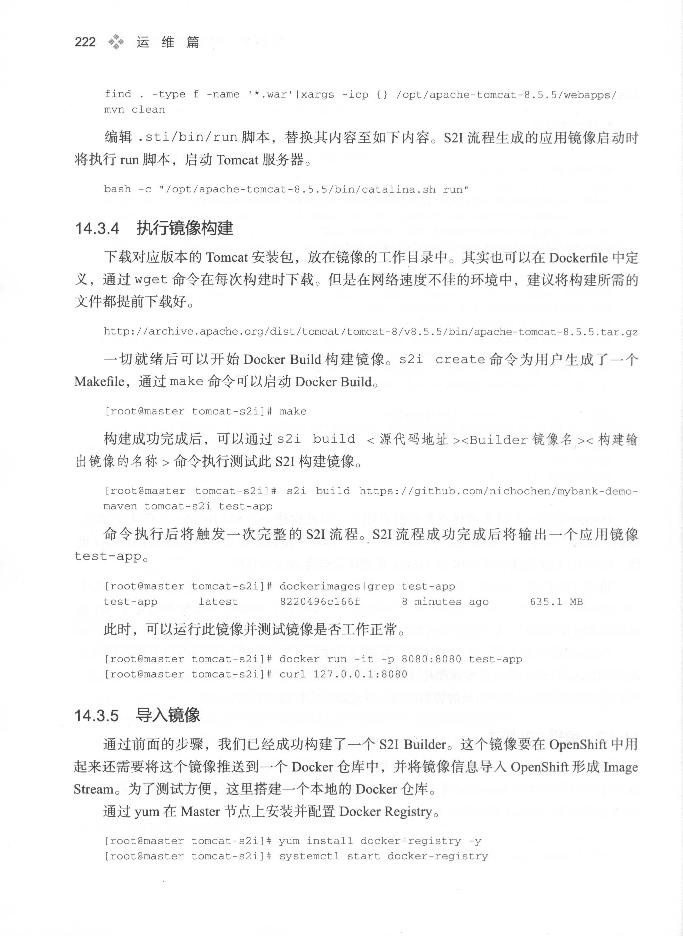 222 运 维 篇
find . -type f -name '*.war'|xargs -icp {} /opt/apache-tomcat-8.5.5/webapps/
mvn clean
编辑 .sti/bin/run 脚本，替换其内容至如下内容。S2I 流程生成的应用镜像启动时
将执行 run 脚本，启动 Tomcat 服务器。
bash -c "/opt/apache-tomcat-8.5.5/bin/catalina.sh run"
14.3.4 执行镜像构建
下载对应版本的 Tomcat 安装包，放在镜像的工作目录中。其实也可以在 Dockerfile 中定
义，通过 wget 命令在每次构建时下载。但是在网络速度不佳的环境中，建议将构建所需的
文件都提前下载好。
http://archive.apache.org/dist/tomcat/tomcat-8/v8.5.5/bin/apache-tomcat-8.5.5.tar.gz
一切就绪后可以开始 Docker Build 构建镜像。s2i create 命令为用户生成了一个
Makefile，通过 make 命令可以启动 Docker Build。
[root@master tomcat-s2i]# make
构建成功完成后，可以通过 s2i build < 源代码地址 ><Builder 镜像名 >< 构建输
出镜像的名称 > 命令执行测试此 S2I 构建镜像。
[root@master tomcat-s2i]# s2i build https://github.com/nichochen/mybank-demo-
maven tomcat-s2i test-app
命令执行后将触发一次完整的 S2I 流程。S2I 流程成功完成后将输出一个应用镜像
test-app。
[root@master tomcat-s2i]# dockerimages|grep test-app
test-app latest 8220496c166f 8 minutes ago 635.1 MB
此时，可以运行此镜像并测试镜像是否工作正常。
[root@master tomcat-s2i]# docker run -it -p 8080:8080 test-app
[root@master tomcat-s2i]# curl 127.0.0.1:8080
14.3.5 导入镜像
通过前面的步骤，我们已经成功构建了一个 S2I Builder。这个镜像要在 OpenShift 中用
起来还需要将这个镜像推送到一个 Docker 仓库中，并将镜像信息导入 OpenShift 形成 Image
Stream。为了测试方便，这里搭建一个本地的 Docker 仓库。
通过 yum 在 Master 节点上安装并配置 Docker Registry。
[root@master tomcat-s2i]# yum install docker-registry -y
[root@master tomcat-s2i]# systemctl start docker-registry